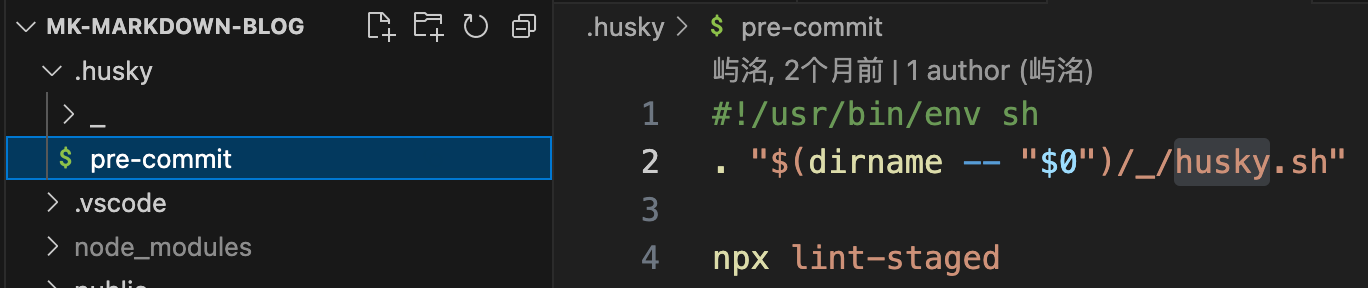 MK-MARKDOWN-BLOG
.husky
_
pre-commit
.vscode
node_modules
public
.husky > $ pre-commit
屿洺, 2个月前 | 1 author (屿洺)
1 #!/usr/bin/env sh
2 . "$(dirname -- "$0")/_/husky.sh"
3
4 npx lint-staged